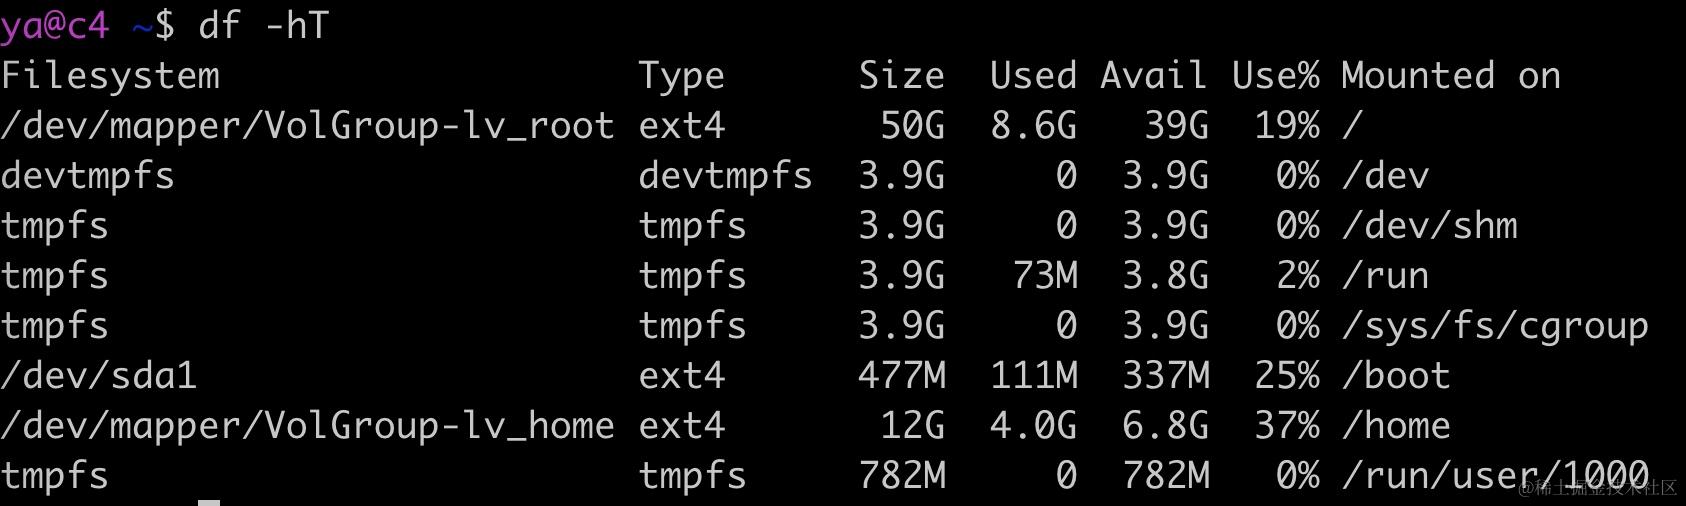 ya@c4 ~$ df -hT
Filesystem Type Size Used Avail Use% Mounted on
/dev/mapper/VolGroup-lv_root ext4 50G 8.6G 39G 19% /
devtmpfs devtmpfs 3.9G 0 3.9G 0% /dev
tmpfs tmpfs 3.9G 0 3.9G 0% /dev/shm
tmpfs tmpfs 3.9G 73M 3.8G 2% /run
tmpfs tmpfs 3.9G 0 3.9G 0% /sys/fs/cgroup
/dev/sda1 ext4 477M 111M 337M 25% /boot
/dev/mapper/VolGroup-lv_home ext4 12G 4.0G 6.8G 37% /home
tmpfs tmpfs 782M 0 782M 0% /run/user/1000
@稀土掘金技术社区